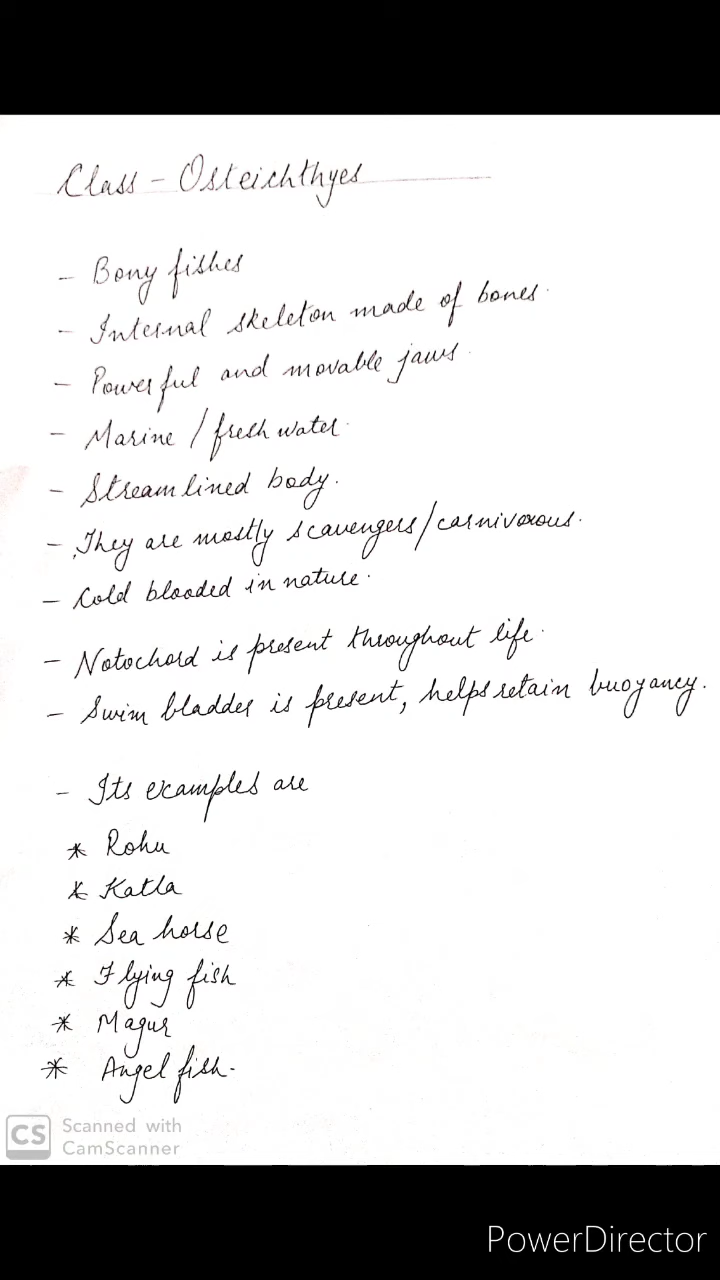 Class - Osteichthyes
- Bony fishes
- Internal skeleton made of bones.
- Powerful and movable jaws.
- Marine / fresh water.
- Streamlined body.
- They are mostly scavengers/carnivorous.
- Cold blooded in nature.
- Notochord is present throughout life.
- Swim bladder is present, helps retain buoyancy.
- Its examples are
* Rohu
* Katla
* Sea horse
* Flying fish
* Magur
* Angel fish.
CS Scanned with
CamScanner
PowerDirector